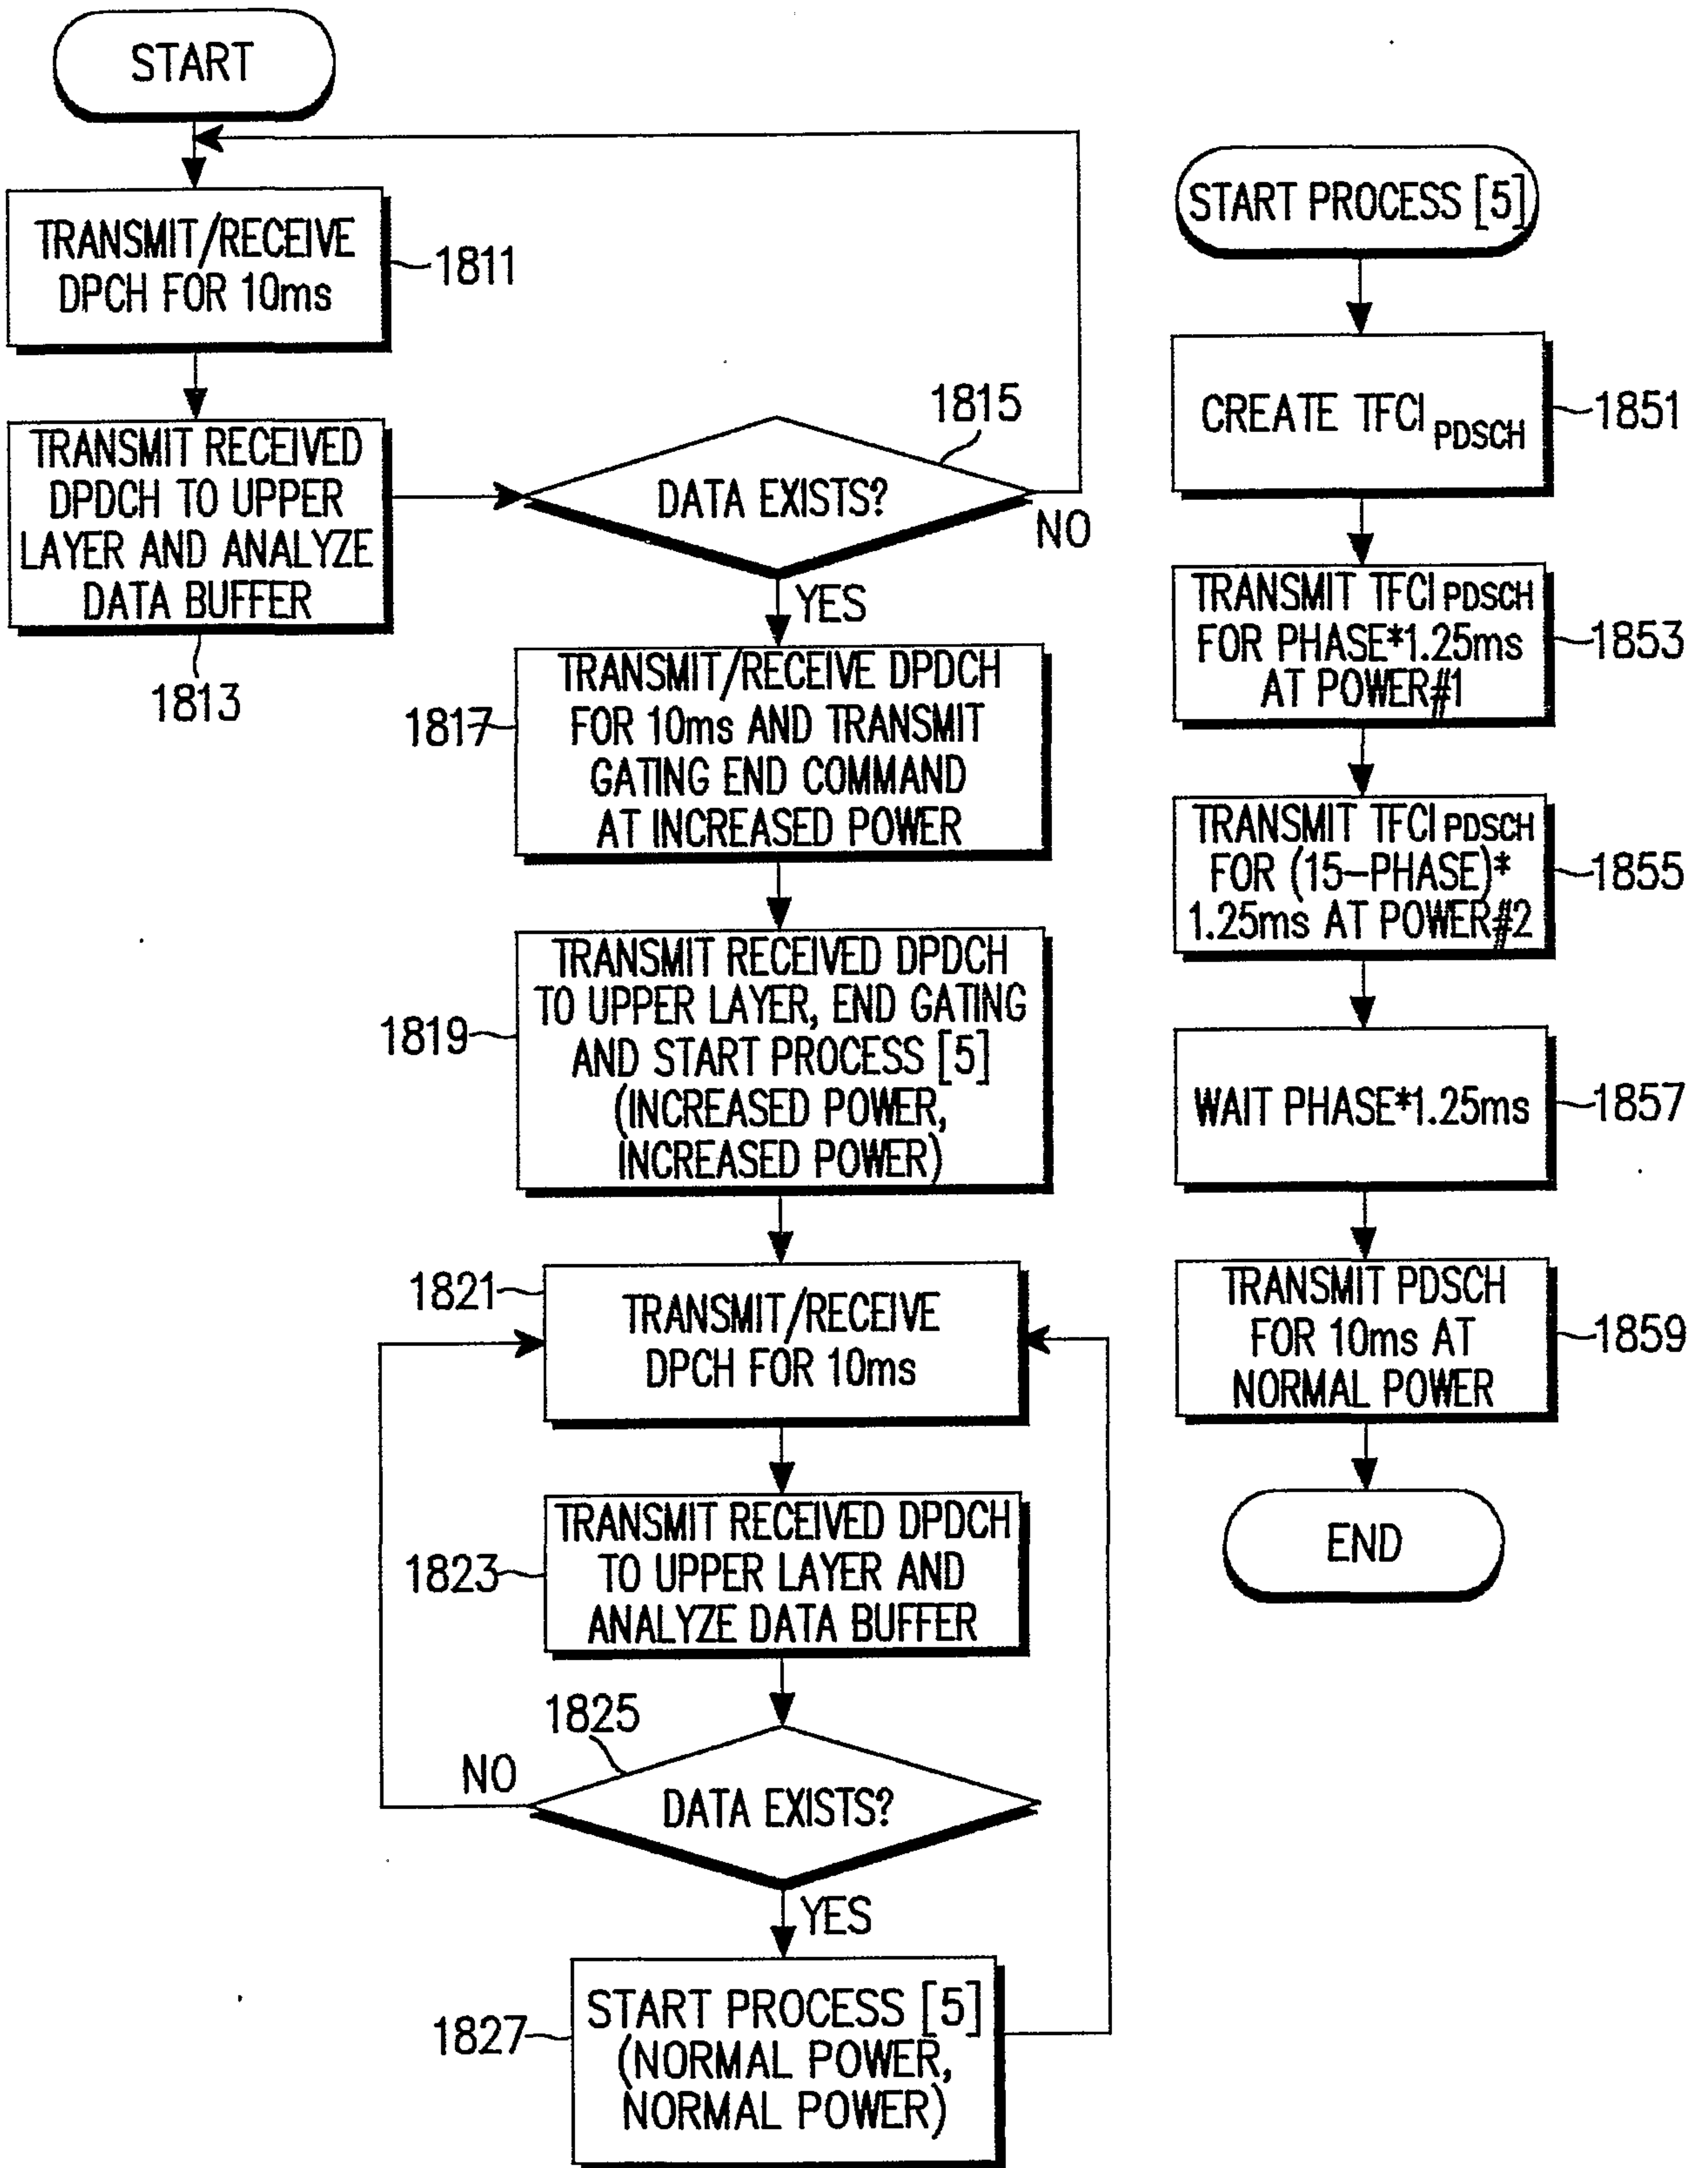 START
TRANSMIT/RECEIVE
DPCH FOR 10ms
1811
TRANSMIT RECEIVED
DPDCH TO UPPER
LAYER AND ANALYZE
DATA BUFFER
1813
1815
DATA EXISTS?
NO
YES
TRANSMIT/RECEIVE DPDCH
FOR 10ms AND TRANSMIT
GATING END COMMAND
AT INCREASED POWER
1817
TRANSMIT RECEIVED DPDCH
TO UPPER LAYER, END GATING
AND START PROCESS [5]
(INCREASED POWER,
INCREASED POWER)
1819
1821
TRANSMIT/RECEIVE
DPCH FOR 10ms
TRANSMIT RECEIVED DPDCH
TO UPPER LAYER AND
ANALYZE DATA BUFFER
1823
1825
NO
DATA EXISTS?
YES
START PROCESS [5]
(NORMAL POWER,
NORMAL POWER)
1827
START PROCESS [5]
CREATE TFCI PDSCH
1851
TRANSMIT TFCI PDSCH
FOR PHASE*1.25ms
AT POWER#1
1853
TRANSMIT TFCI PDSCH
FOR (15-PHASE)*
1.25ms AT POWER#2
1855
WAIT PHASE*1.25ms
1857
TRANSMIT PDSCH
FOR 10ms AT
NORMAL POWER
1859
END